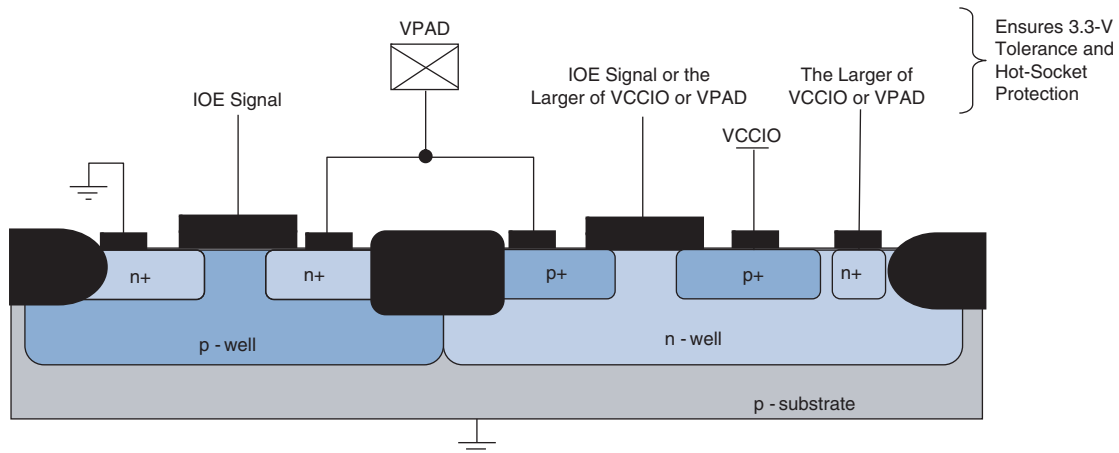 VPAD
IOE Signal
IOE Signal or the
Larger of VCCIO or VPAD
The Larger of
VCCIO or VPAD
Ensures 3.3-V
Tolerance and
Hot-Socket
Protection
VCCIO
n+
n+
p+
p+
n+
p - well
n - well
p - substrate